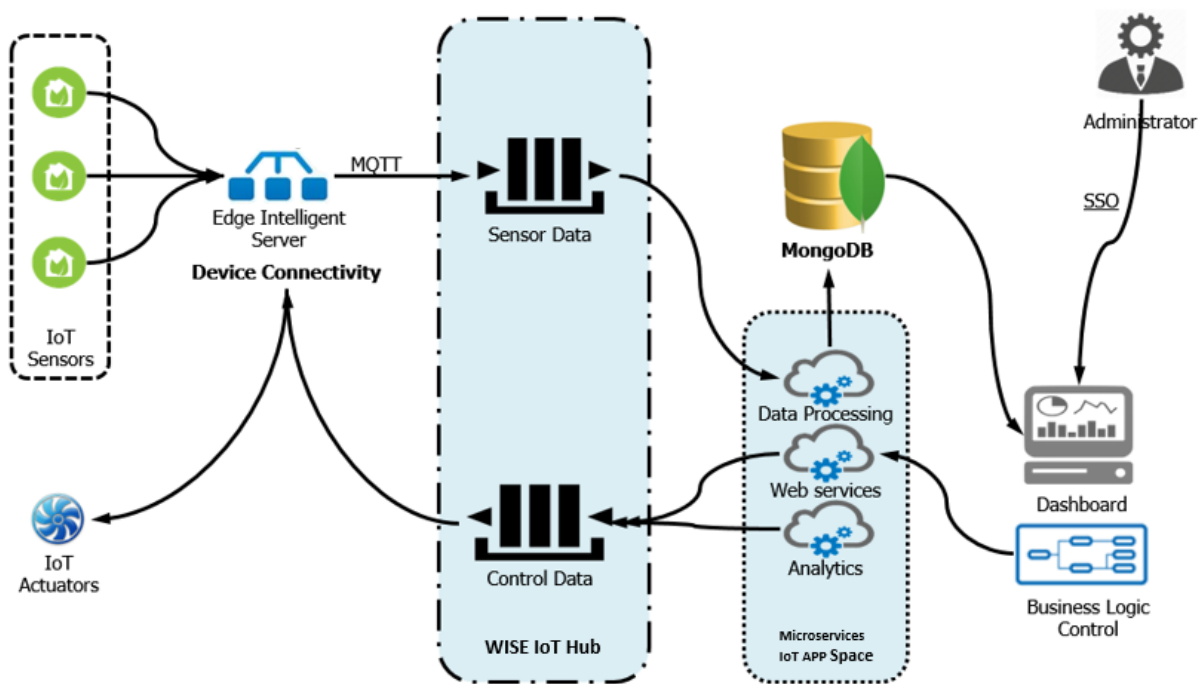 IoT
Sensors
Edge Intelligent
Server
Device Connectivity
MQTT
Sensor Data
MongoDB
Administrator
SSO
Data Processing
Web services
Analytics
Microservices
IoT APP Space
Dashboard
Business Logic
Control
Control Data
WISE IoT Hub
IoT
Actuators